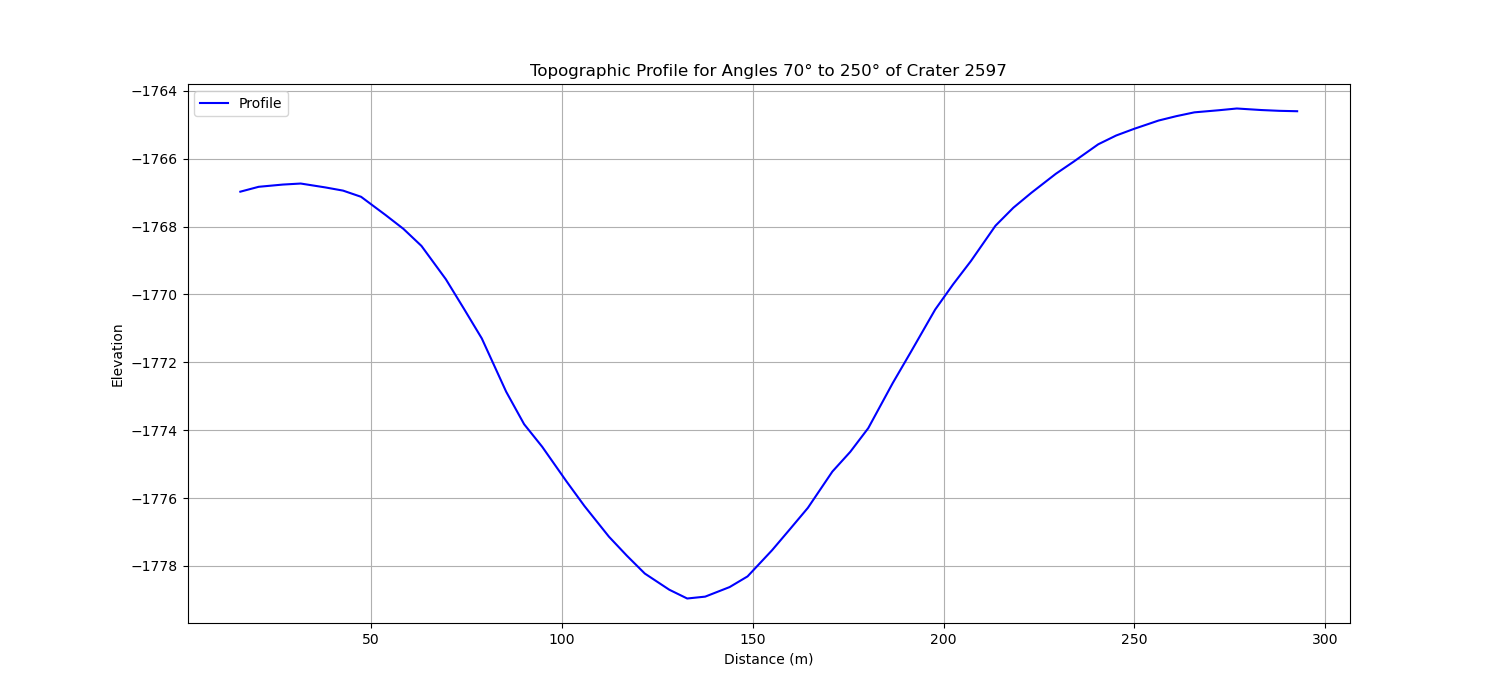 Topographic Profile for Angles 70° to 250° of Crater 2597
Profile
−1764
−1766
−1768
−1770
−1772
−1774
−1776
−1778
Elevation
50 100 150 200 250 300
Distance (m)